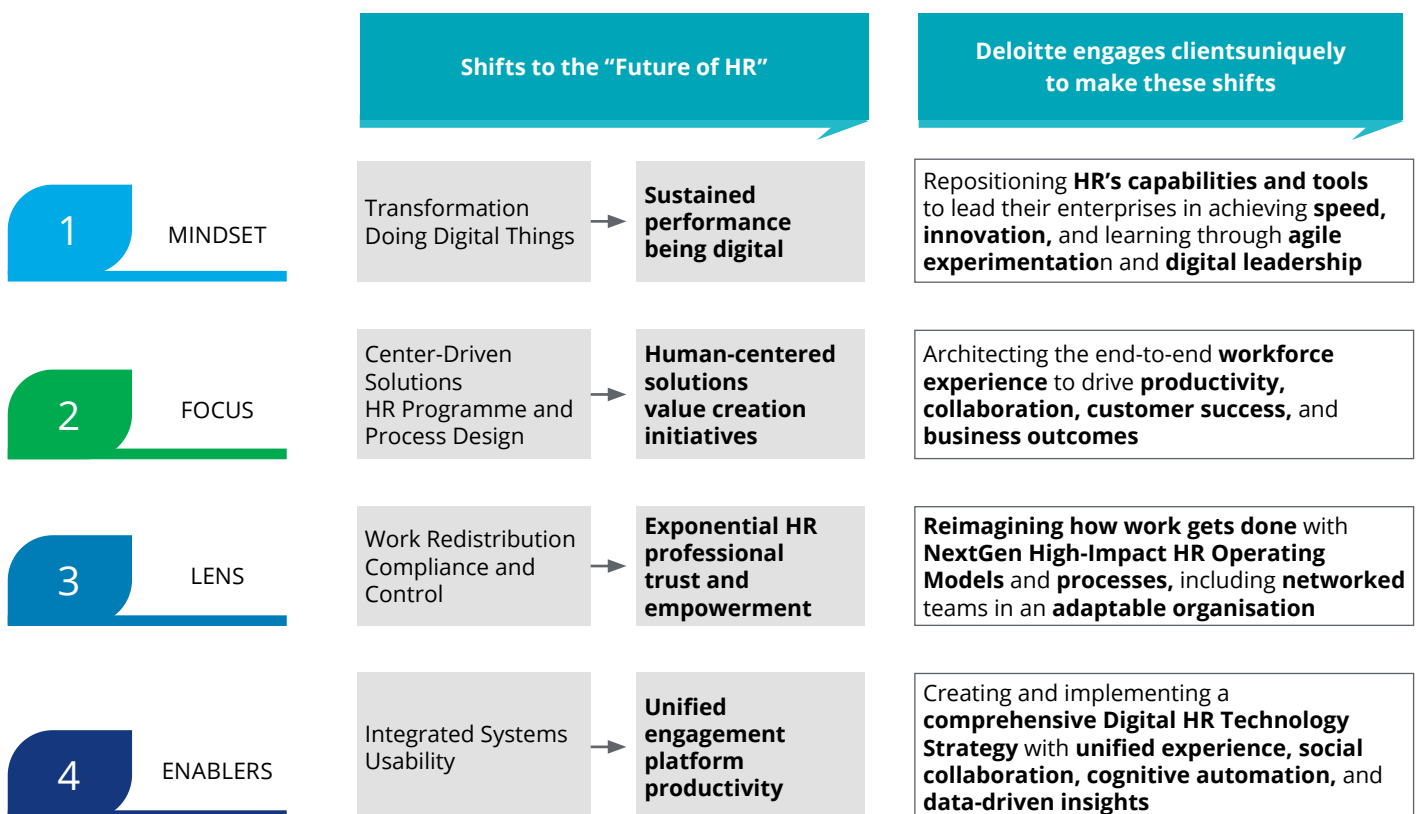 Shifts to the “Future of HR”
Deloitte engages clientsuniquely
to make these shifts
1
MINDSET
Transformation
Doing Digital Things
Sustained
performance
being digital
Repositioning HR’s capabilities and tools
to lead their enterprises in achieving speed,
innovation, and learning through agile
experimentation and digital leadership
2
FOCUS
Center-Driven
Solutions
HR Programme and
Process Design
Human-centered
solutions
value creation
initiatives
Architecting the end-to-end workforce
experience to drive productivity,
collaboration, customer success, and
business outcomes
3
LENS
Work Redistribution
Compliance and
Control
Exponential HR
professional
trust and
empowerment
Reimagining how work gets done with
NextGen High-Impact HR Operating
Models and processes, including networked
teams in an adaptable organisation
4
ENABLERS
Integrated Systems
Usability
Unified
engagement
platform
productivity
Creating and implementing a
comprehensive Digital HR Technology
Strategy with unified experience, social
collaboration, cognitive automation, and
data-driven insights